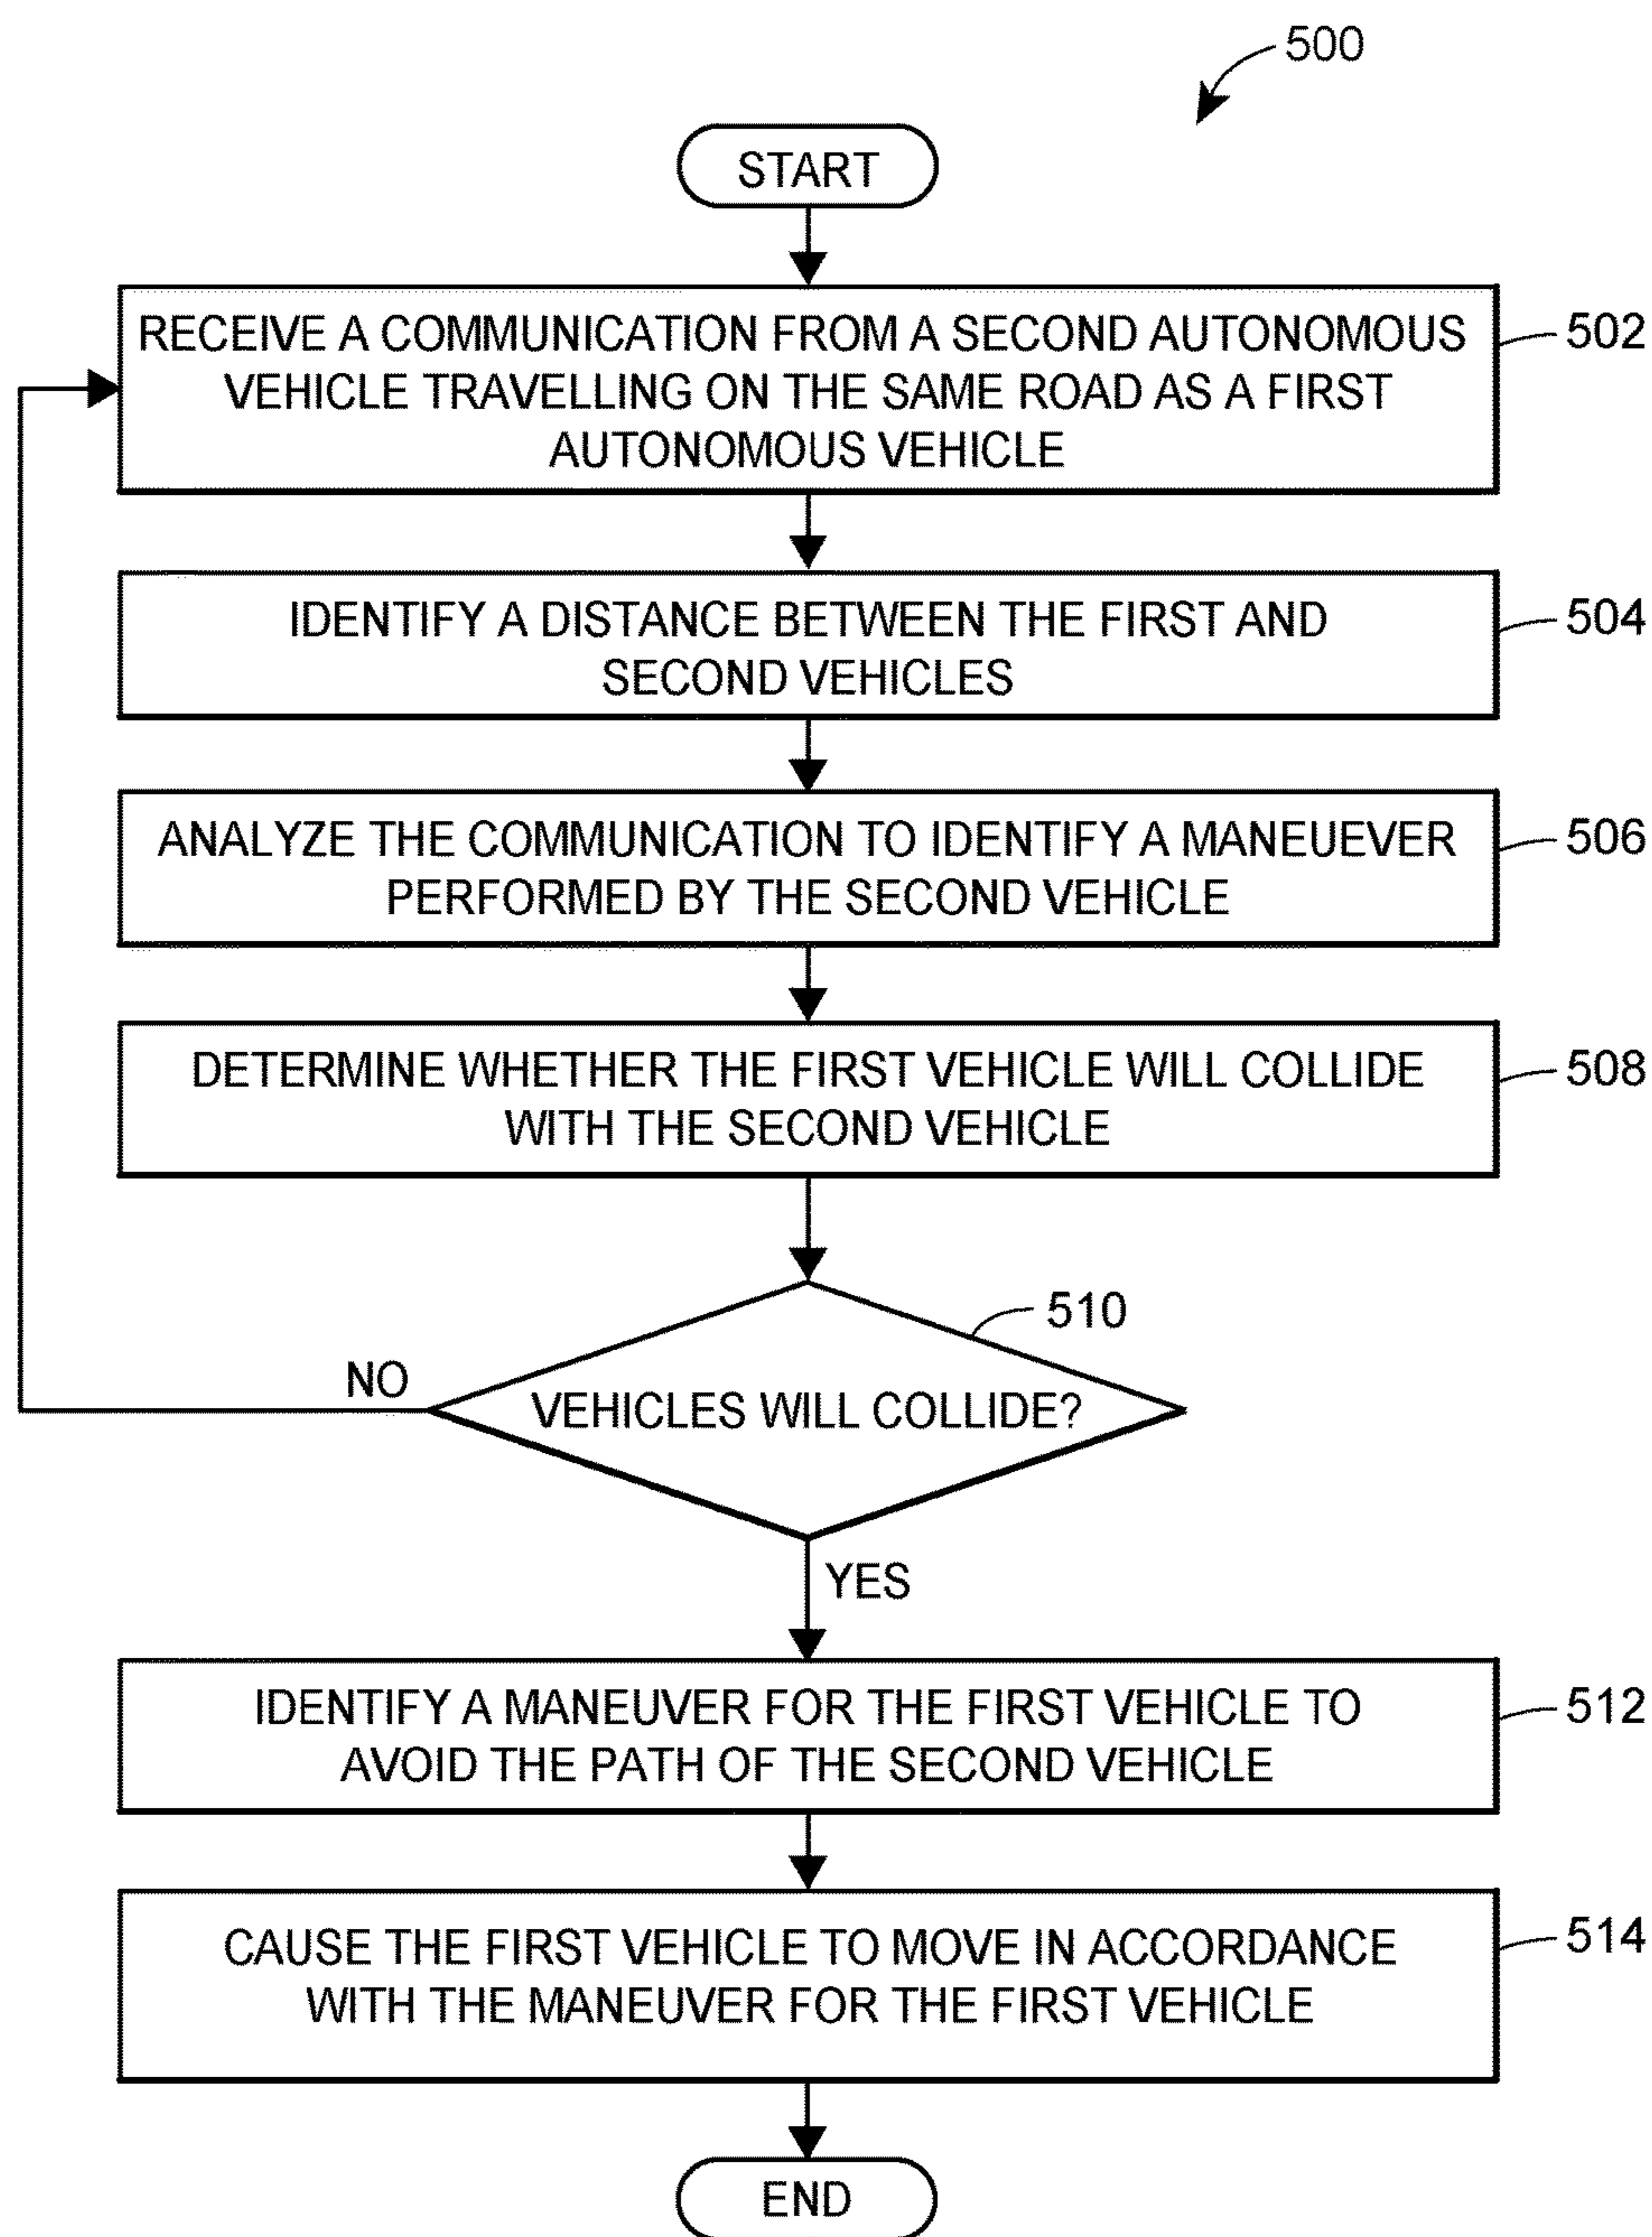 500
START
RECEIVE A COMMUNICATION FROM A SECOND AUTONOMOUS
VEHICLE TRAVELLING ON THE SAME ROAD AS A FIRST
AUTONOMOUS VEHICLE
502
IDENTIFY A DISTANCE BETWEEN THE FIRST AND
SECOND VEHICLES
504
ANALYZE THE COMMUNICATION TO IDENTIFY A MANEUEVER
PERFORMED BY THE SECOND VEHICLE
506
DETERMINE WHETHER THE FIRST VEHICLE WILL COLLIDE
WITH THE SECOND VEHICLE
508
510
NO
VEHICLES WILL COLLIDE?
YES
IDENTIFY A MANEUVER FOR THE FIRST VEHICLE TO
AVOID THE PATH OF THE SECOND VEHICLE
512
CAUSE THE FIRST VEHICLE TO MOVE IN ACCORDANCE
WITH THE MANEUVER FOR THE FIRST VEHICLE
514
END